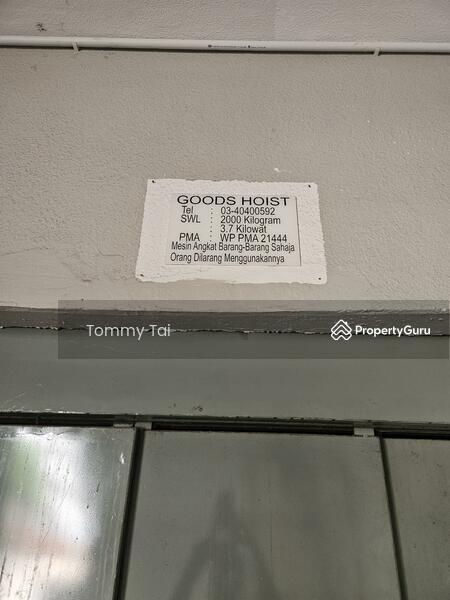 GOODS HOIST
Tel : 03-40400592
SWL : 2000 Kilogram
: 3.7 Kilowat
PMA : WP PMA 21444
Mesin Angkat Barang-Barang Sahaja
Orang Dilarang Menggunakannya
Tommy Tai
PropertyGuru